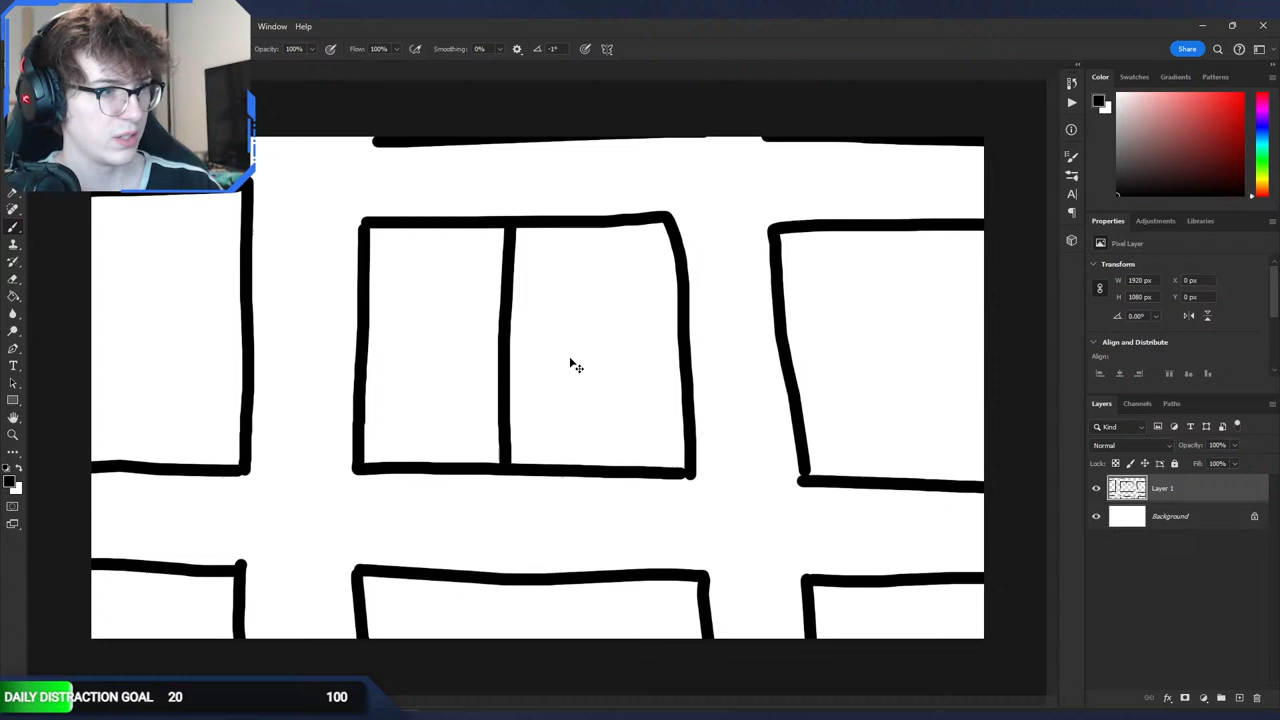 Window Help
Opacity: 100% Flow: 100% Smoothing: 0% -1° Share
Color Swatches Gradients Patterns
Properties Adjustments Libraries
Pixel Layer
Transform
W 1920 px X 0 px
H 1080 px Y 0 px
0.00°
Align and Distribute
Align:
Layers Channels Paths
Kind
Normal Opacity: 100%
Lock: Fill: 100%
Layer 1
Background
DAILY DISTRACTION GOAL 20 100